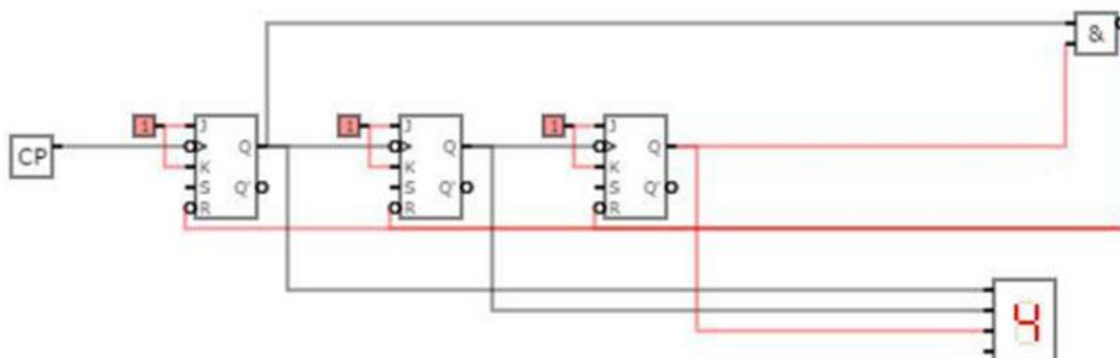 &
1 1 1
J J J
CP > Q > Q > Q
K K K
S Q' S Q' S Q'
R R R
4